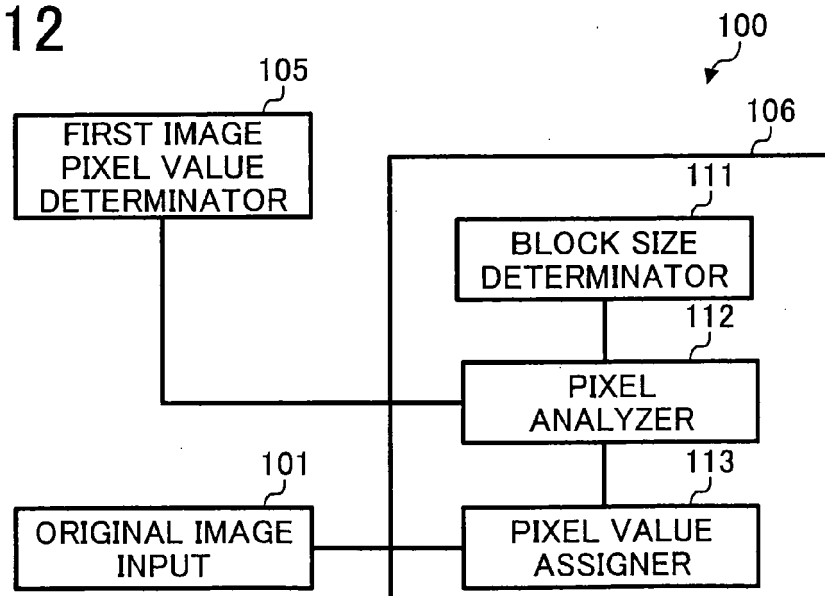 12
100
105
FIRST IMAGE
PIXEL VALUE
DETERMINATOR
106
111
BLOCK SIZE
DETERMINATOR
112
PIXEL
ANALYZER
101
ORIGINAL IMAGE
INPUT
113
PIXEL VALUE
ASSIGNER